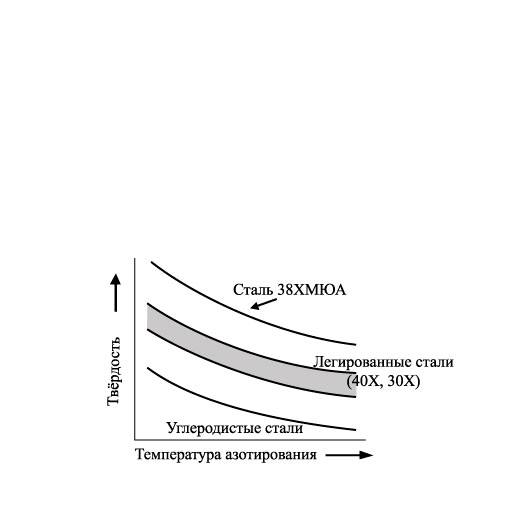 Сталь 38ХМЮА
Легированные стали
(40Х, 30Х)
Твёрдость
Углеродистые стали
Температура азотирования